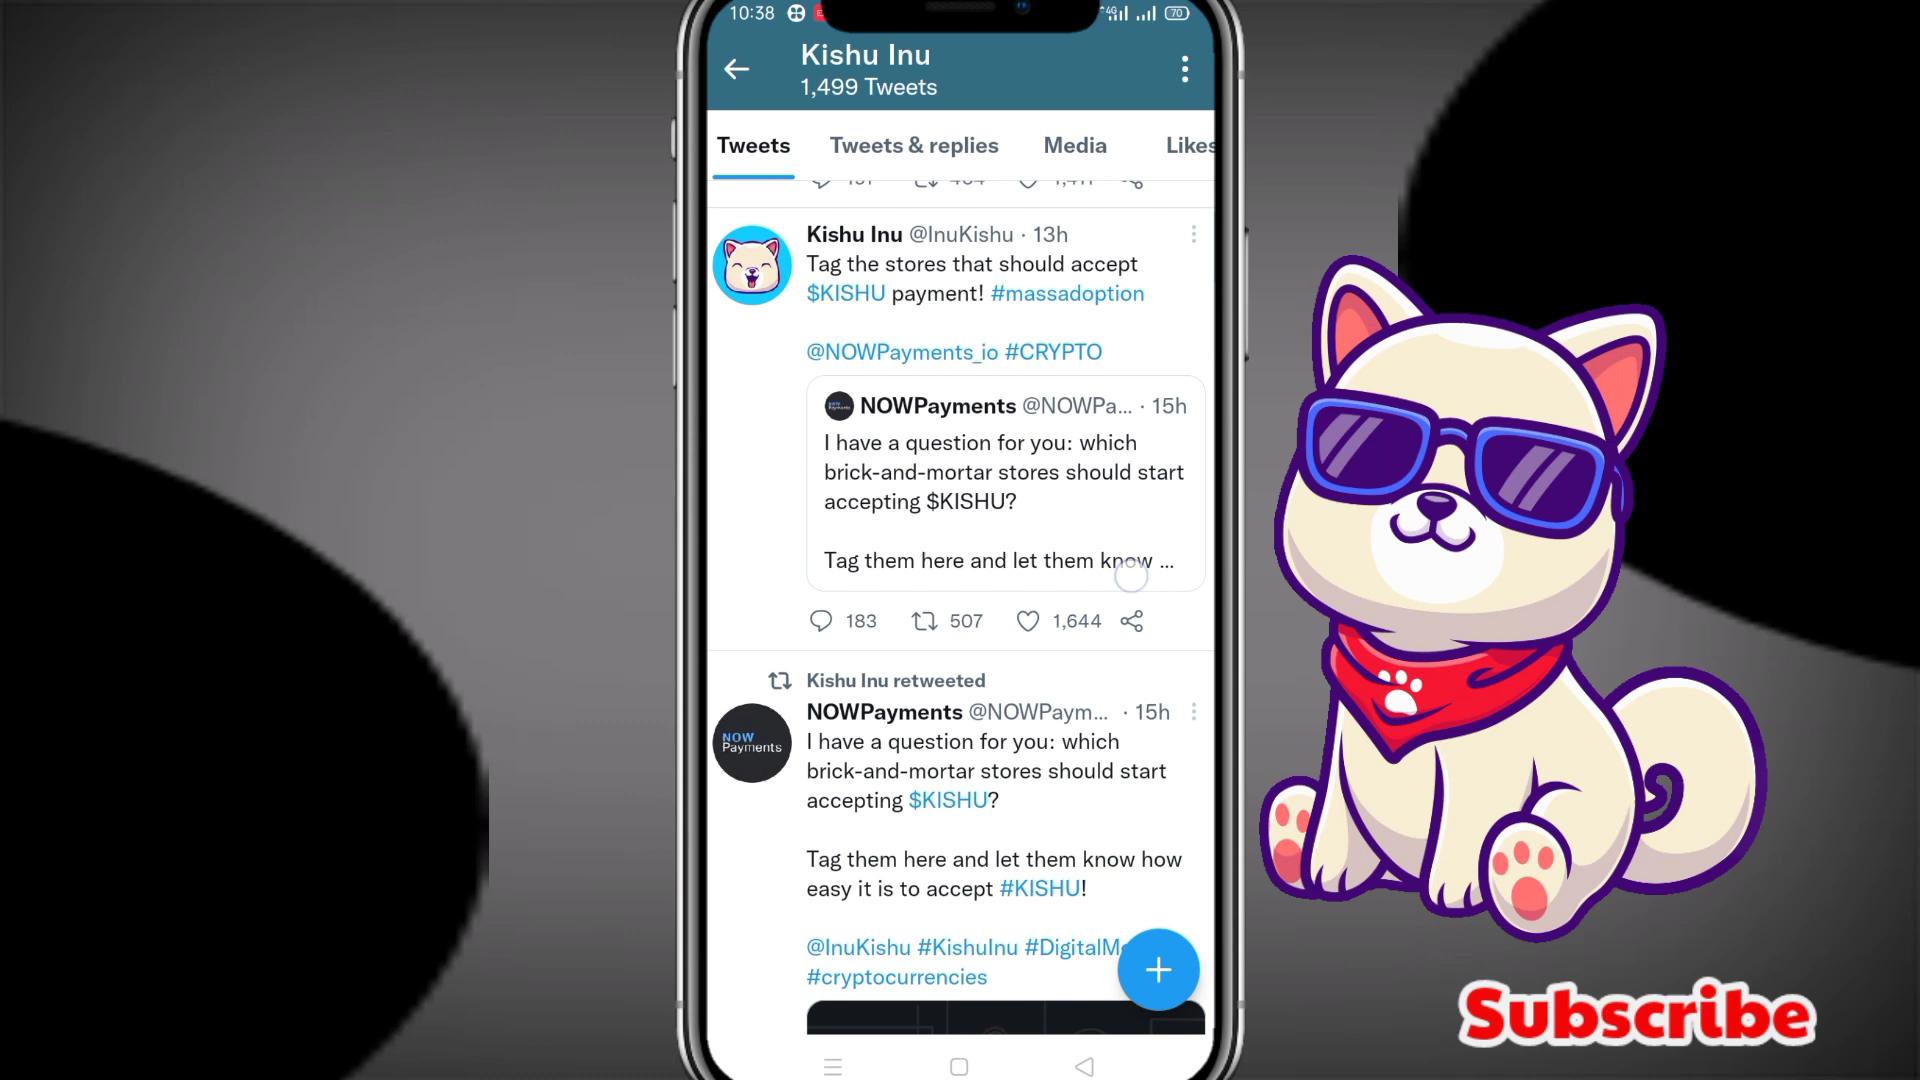 10:38
4G
70
Kishu Inu
1,499 Tweets
Tweets
Tweets & replies
Media
Likes
Kishu Inu @InuKishu · 13h
Tag the stores that should accept
$KISHU payment! #massadoption
@NOWPayments_io #CRYPTO
NOWPayments @NOWPa... · 15h
I have a question for you: which
brick-and-mortar stores should start
accepting $KISHU?
Tag them here and let them know ...
183
507
1,644
Kishu Inu retweeted
NOW
Payments
NOWPayments @NOWPaym... · 15h
I have a question for you: which
brick-and-mortar stores should start
accepting $KISHU?
Tag them here and let them know how
easy it is to accept #KISHU!
@InuKishu #KishuInu
#cryptocurrencies
Subscribe